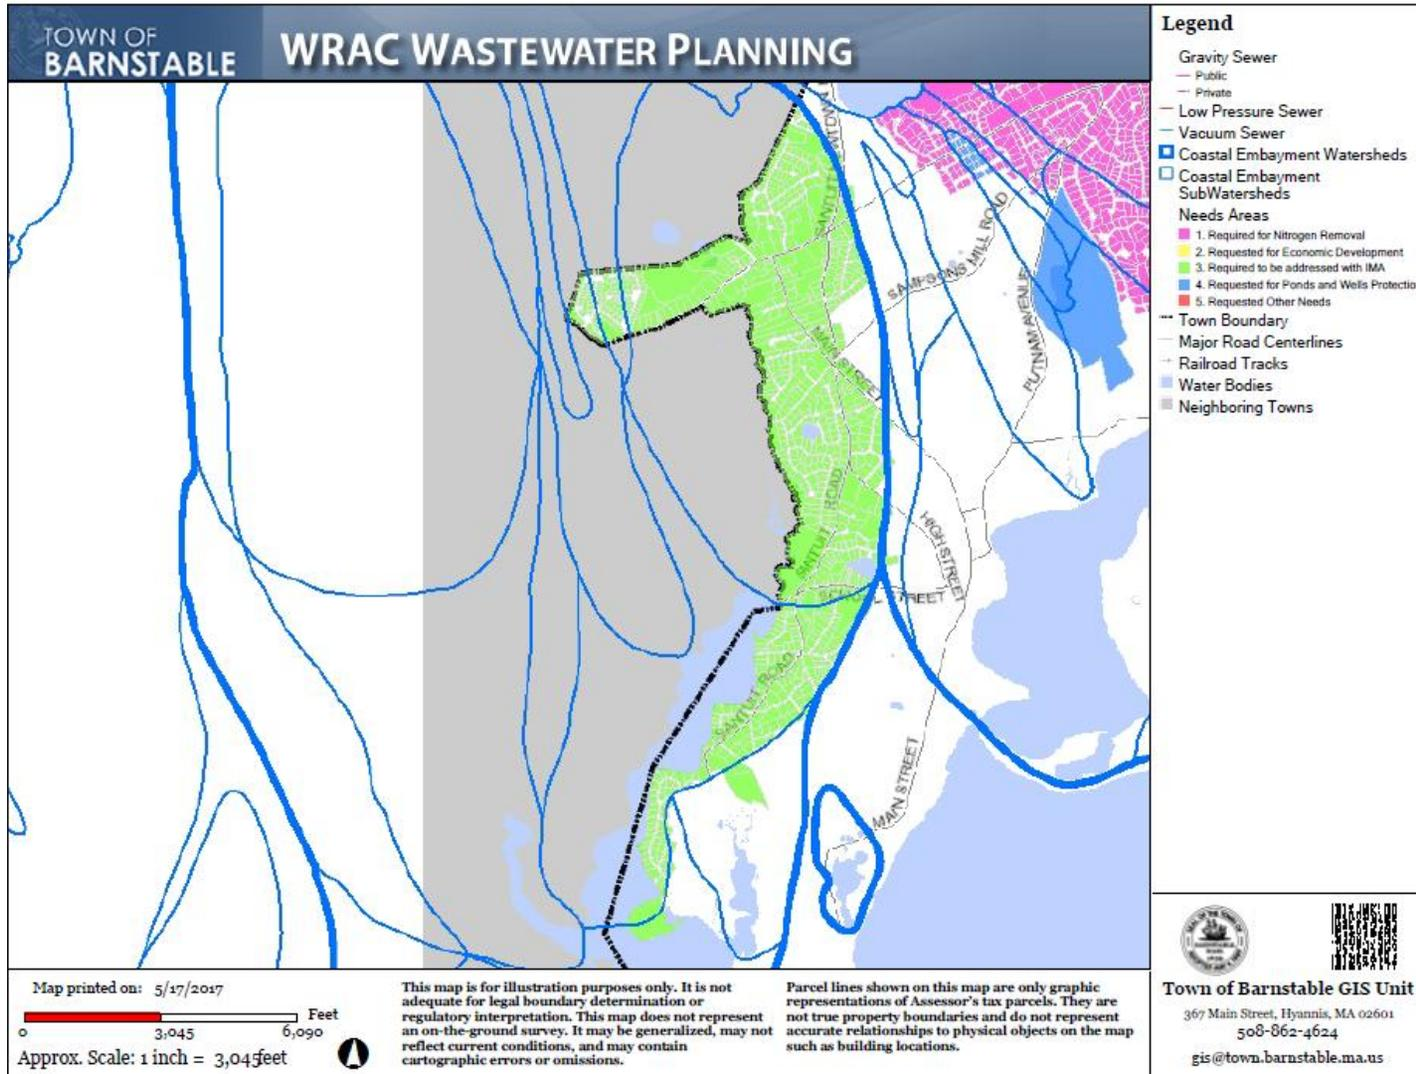 TOWN OF
BARNSTABLE
WRAC WASTEWATER PLANNING
Legend
Gravity Sewer
Public
Private
Low Pressure Sewer
Vacuum Sewer
Coastal Embayment Watersheds
Coastal Embayment
SubWatersheds
Needs Areas
1. Required for Nitrogen Removal
2. Requested for Economic Development
3. Required to be addressed with IMA
4. Requested for Ponds and Wells Protectio
5. Requested Other Needs
Town Boundary
Major Road Centerlines
Railroad Tracks
Water Bodies
Neighboring Towns
SANTUIT
SAMPSONS MILL ROAD
PUTNAM AVENUE
MAIN STREET
SANTUIT ROAD
HIGH STREET
STREET
SANTUIT ROAD
MAIN STREET
Map printed on: 5/17/2017
Feet
0 3,045 6,090
Approx. Scale: 1 inch = 3,045feet
This map is for illustration purposes only. It is not
adequate for legal boundary determination or
regulatory interpretation. This map does not represent
an on-the-ground survey. It may be generalized, may not
reflect current conditions, and may contain
cartographic errors or omissions.
Parcel lines shown on this map are only graphic
representations of Assessor's tax parcels. They are
not true property boundaries and do not represent
accurate relationships to physical objects on the map
such as building locations.
Town of Barnstable GIS Unit
367 Main Street, Hyannis, MA 02601
508-862-4624
gis@town.barnstable.ma.us